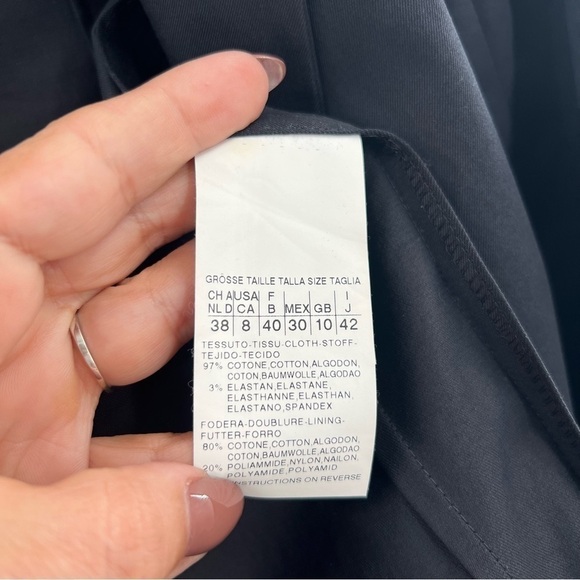 GRÖSSE TAILLE TALLA SIZE TAGLIA
CH A USA F I
NL D CA B MEX GB J
38 8 40 30 10 42
TESSUTO-TISSU-CLOTH-STOFF-
TEJIDO-TECIDO
97% COTONE,COTTON,ALGODON,
COTON,BAUMWOLLE,ALGODAO
3% ELASTAN,ELASTANE,
ELASTHANNE,ELASTHAN,
ELASTANO,SPANDEX
FODERA-DOUBLURE-LINING-
FUTTER-FORRO
80% COTONE,COTTON,ALGODON,
COTON,BAUMWOLLE,ALGODAO
20% POLIAMMIDE,NYLON,NAILON,
POLYAMIDE,POLYAMID
INSTRUCTIONS ON REVERSE